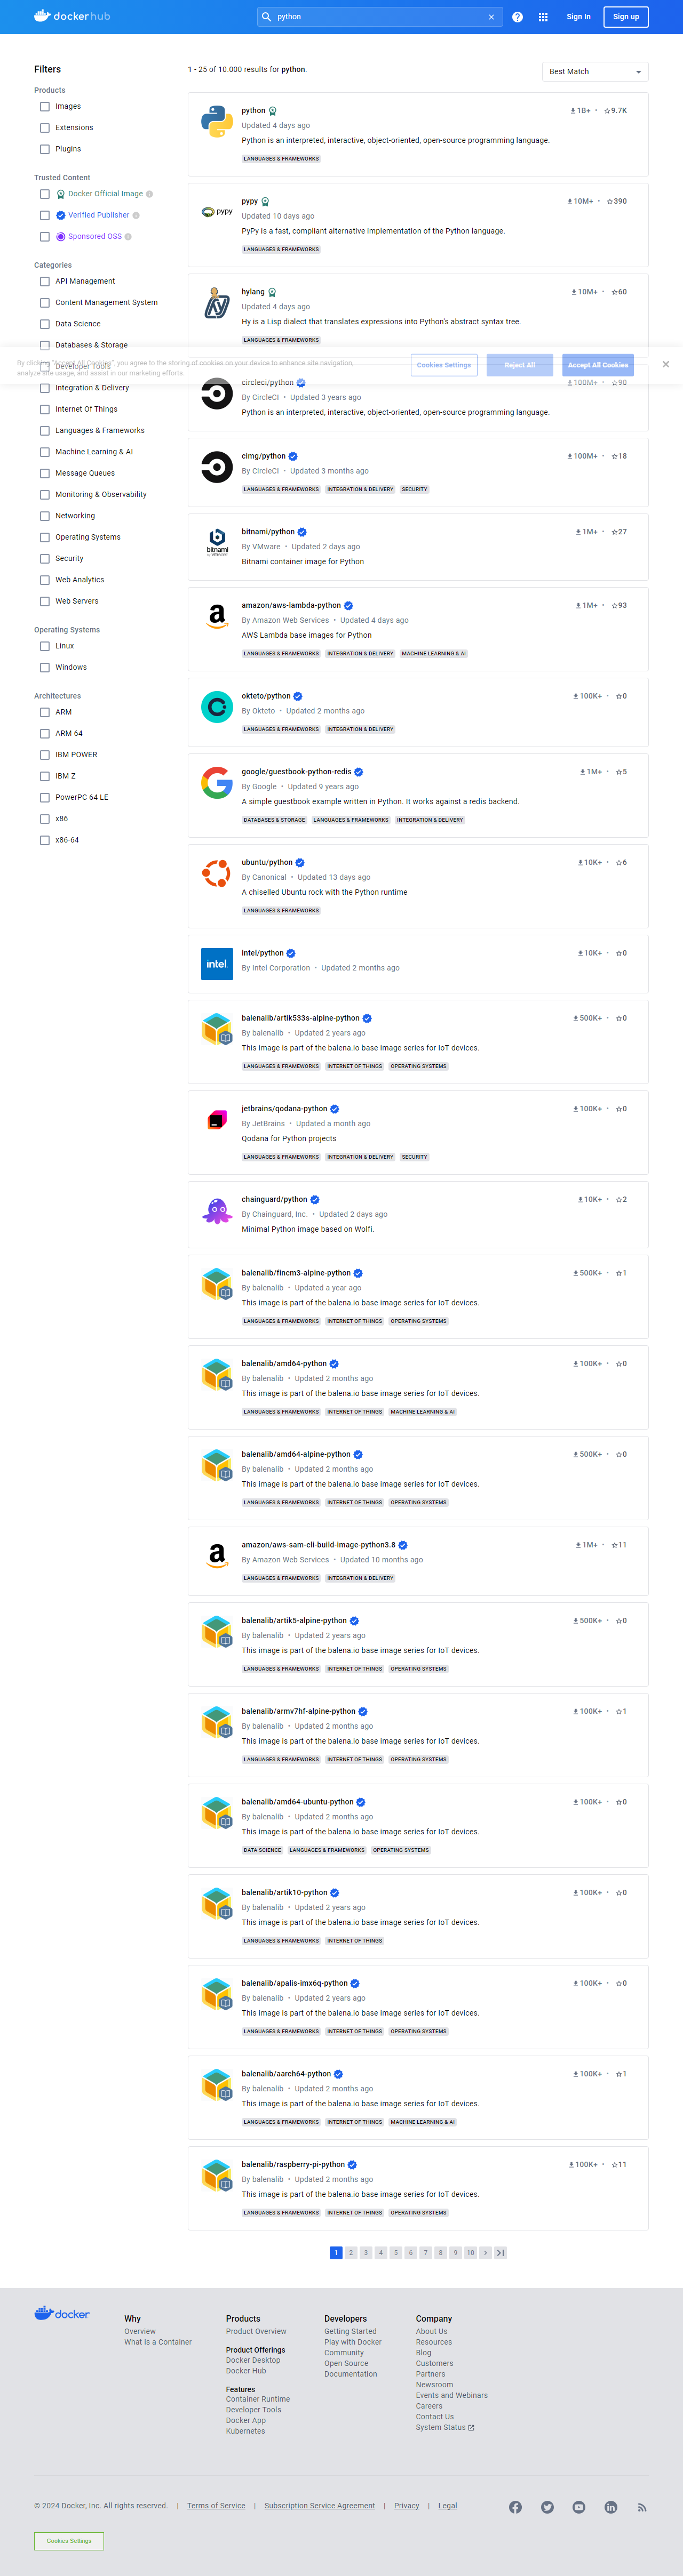 docker hub
python
Sign In
Sign up
Filters
Products
Images
Extensions
Plugins
Trusted Content
Docker Official Image
Verified Publisher
Sponsored OSS
Categories
API Management
Content Management System
Data Science
Databases & Storage
Developer Tools
Integration & Delivery
Internet Of Things
Languages & Frameworks
Machine Learning & AI
Message Queues
Monitoring & Observability
Networking
Operating Systems
Security
Web Analytics
Web Servers
Operating Systems
Linux
Windows
Architectures
ARM
ARM 64
IBM POWER
IBM Z
PowerPC 64 LE
x86
x86-64
1 - 25 of 10.000 results for python.
Best Match
python 1B+ • 9.7K
Updated 4 days ago
Python is an interpreted, interactive, object-oriented, open-source programming language.
LANGUAGES & FRAMEWORKS
pypy
pypy 10M+ • 390
Updated 10 days ago
PyPy is a fast, compliant alternative implementation of the Python language.
LANGUAGES & FRAMEWORKS
hylang 10M+ • 60
Updated 4 days ago
Hy is a Lisp dialect that translates expressions into Python's abstract syntax tree.
LANGUAGES & FRAMEWORKS
By clicking "Accept All Cookies", you agree to the storing of cookies on your device to enhance site navigation,
analyze site usage, and assist in our marketing efforts.
Cookies Settings
Reject All
Accept All Cookies
circleci/python 100M+ • 90
By CircleCI • Updated 3 years ago
Python is an interpreted, interactive, object-oriented, open-source programming language.
cimg/python 100M+ • 18
By CircleCI • Updated 3 months ago
LANGUAGES & FRAMEWORKS INTEGRATION & DELIVERY SECURITY
bitnami
by VMware
bitnami/python 1M+ • 27
By VMware • Updated 2 days ago
Bitnami container image for Python
amazon/aws-lambda-python 1M+ • 93
By Amazon Web Services • Updated 4 days ago
AWS Lambda base images for Python
LANGUAGES & FRAMEWORKS INTEGRATION & DELIVERY MACHINE LEARNING & AI
okteto/python 100K+ • 0
By Okteto • Updated 2 months ago
LANGUAGES & FRAMEWORKS INTEGRATION & DELIVERY
google/guestbook-python-redis 1M+ • 5
By Google • Updated 9 years ago
A simple guestbook example written in Python. It works against a redis backend.
DATABASES & STORAGE LANGUAGES & FRAMEWORKS INTEGRATION & DELIVERY
ubuntu/python 10K+ • 6
By Canonical • Updated 13 days ago
A chiselled Ubuntu rock with the Python runtime
LANGUAGES & FRAMEWORKS
intel
intel/python 10K+ • 0
By Intel Corporation • Updated 2 months ago
balenalib/artik533s-alpine-python 500K+ • 0
By balenalib • Updated 2 years ago
This image is part of the balena.io base image series for IoT devices.
LANGUAGES & FRAMEWORKS INTERNET OF THINGS OPERATING SYSTEMS
jetbrains/qodana-python 100K+ • 0
By JetBrains • Updated a month ago
Qodana for Python projects
LANGUAGES & FRAMEWORKS INTEGRATION & DELIVERY SECURITY
chainguard/python 10K+ • 2
By Chainguard, Inc. • Updated 2 days ago
Minimal Python image based on Wolfi.
balenalib/fincm3-alpine-python 500K+ • 1
By balenalib • Updated a year ago
This image is part of the balena.io base image series for IoT devices.
LANGUAGES & FRAMEWORKS INTERNET OF THINGS OPERATING SYSTEMS
balenalib/amd64-python 100K+ • 0
By balenalib • Updated 2 months ago
This image is part of the balena.io base image series for IoT devices.
LANGUAGES & FRAMEWORKS INTERNET OF THINGS MACHINE LEARNING & AI
balenalib/amd64-alpine-python 500K+ • 0
By balenalib • Updated 2 months ago
This image is part of the balena.io base image series for IoT devices.
LANGUAGES & FRAMEWORKS INTERNET OF THINGS OPERATING SYSTEMS
amazon/aws-sam-cli-build-image-python3.8 1M+ • 11
By Amazon Web Services • Updated 10 months ago
LANGUAGES & FRAMEWORKS INTEGRATION & DELIVERY
balenalib/artik5-alpine-python 500K+ • 0
By balenalib • Updated 2 years ago
This image is part of the balena.io base image series for IoT devices.
LANGUAGES & FRAMEWORKS INTERNET OF THINGS OPERATING SYSTEMS
balenalib/armv7hf-alpine-python 100K+ • 1
By balenalib • Updated 2 months ago
This image is part of the balena.io base image series for IoT devices.
LANGUAGES & FRAMEWORKS INTERNET OF THINGS OPERATING SYSTEMS
balenalib/amd64-ubuntu-python 100K+ • 0
By balenalib • Updated 2 months ago
This image is part of the balena.io base image series for IoT devices.
DATA SCIENCE LANGUAGES & FRAMEWORKS OPERATING SYSTEMS
balenalib/artik10-python 100K+ • 0
By balenalib • Updated 2 years ago
This image is part of the balena.io base image series for IoT devices.
LANGUAGES & FRAMEWORKS INTERNET OF THINGS
balenalib/apalis-imx6q-python 100K+ • 0
By balenalib • Updated 2 years ago
This image is part of the balena.io base image series for IoT devices.
LANGUAGES & FRAMEWORKS INTERNET OF THINGS OPERATING SYSTEMS
balenalib/aarch64-python 100K+ • 1
By balenalib • Updated 2 months ago
This image is part of the balena.io base image series for IoT devices.
LANGUAGES & FRAMEWORKS INTERNET OF THINGS MACHINE LEARNING & AI
balenalib/raspberry-pi-python 100K+ • 11
By balenalib • Updated 2 months ago
This image is part of the balena.io base image series for IoT devices.
LANGUAGES & FRAMEWORKS INTERNET OF THINGS OPERATING SYSTEMS
1 2 3 4 5 6 7 8 9 10
docker
Why
Overview
What is a Container
Products
Product Overview
Product Offerings
Docker Desktop
Docker Hub
Features
Container Runtime
Developer Tools
Docker App
Kubernetes
Developers
Getting Started
Play with Docker
Community
Open Source
Documentation
Company
About Us
Resources
Blog
Customers
Partners
Newsroom
Events and Webinars
Careers
Contact Us
System Status
© 2024 Docker, Inc. All rights reserved. | Terms of Service | Subscription Service Agreement | Privacy | Legal
Cookies Settings